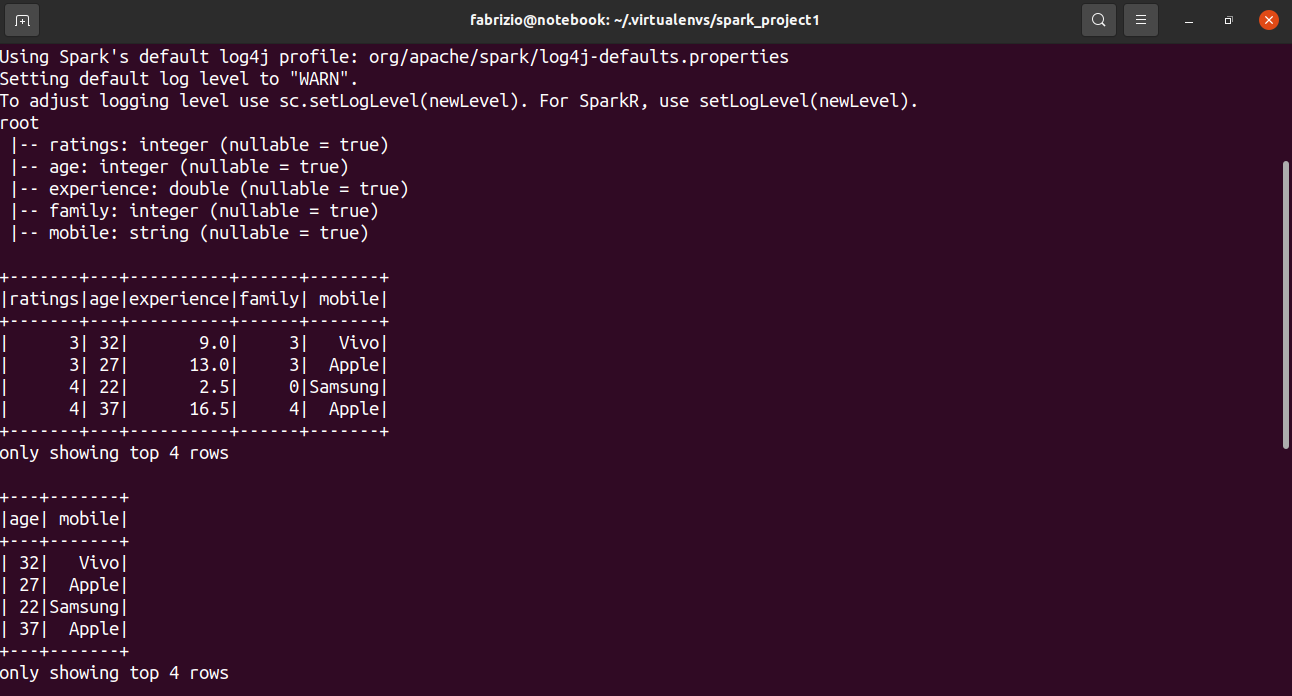 fabrizio@notebook: ~/.virtualenvs/spark_project1
Using Spark's default log4j profile: org/apache/spark/log4j-defaults.properties
Setting default log level to "WARN".
To adjust logging level use sc.setLogLevel(newLevel). For SparkR, use setLogLevel(newLevel).
root
 |-- ratings: integer (nullable = true)
 |-- age: integer (nullable = true)
 |-- experience: double (nullable = true)
 |-- family: integer (nullable = true)
 |-- mobile: string (nullable = true)

+-------+---+----------+------+-------+
|ratings|age|experience|family| mobile|
+-------+---+----------+------+-------+
|      3| 32|       9.0|     3|   Vivo|
|      3| 27|      13.0|     3|  Apple|
|      4| 22|       2.5|     0|Samsung|
|      4| 37|      16.5|     4|  Apple|
+-------+---+----------+------+-------+
only showing top 4 rows

+---+-------+
|age| mobile|
+---+-------+
| 32|   Vivo|
| 27|  Apple|
| 22|Samsung|
| 37|  Apple|
+---+-------+
only showing top 4 rows